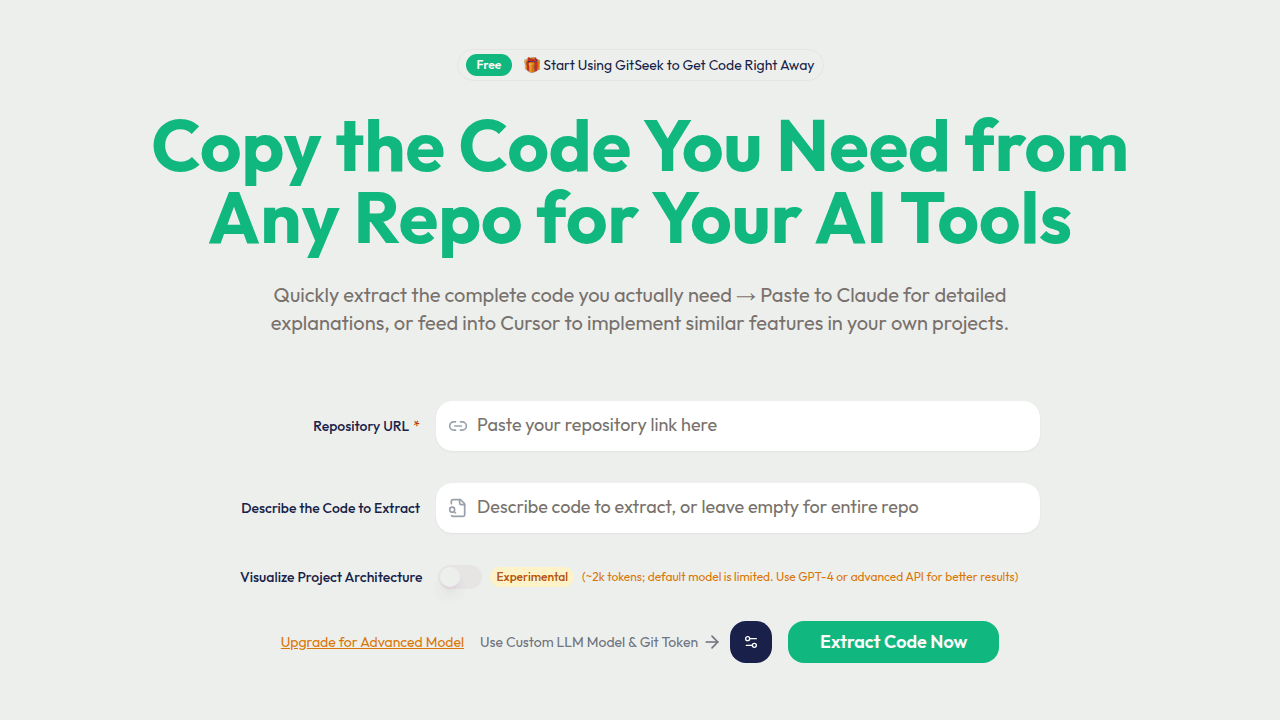 Free 🎁 Start Using GitSeek to Get Code Right Away
Copy the Code You Need from
Any Repo for Your AI Tools
Quickly extract the complete code you actually need → Paste to Claude for detailed
explanations, or feed into Cursor to implement similar features in your own projects.
Repository URL * Paste your repository link here
Describe the Code to Extract Describe code to extract, or leave empty for entire repo
Visualize Project Architecture Experimental (~2k tokens; default model is limited. Use GPT-4 or advanced API for better results)
Upgrade for Advanced Model Use Custom LLM Model & Git Token → Extract Code Now